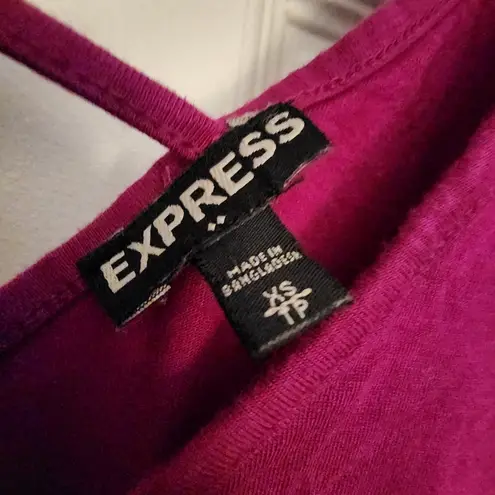 EXPRESS
MADE IN
BANGLADESH
XS
TP